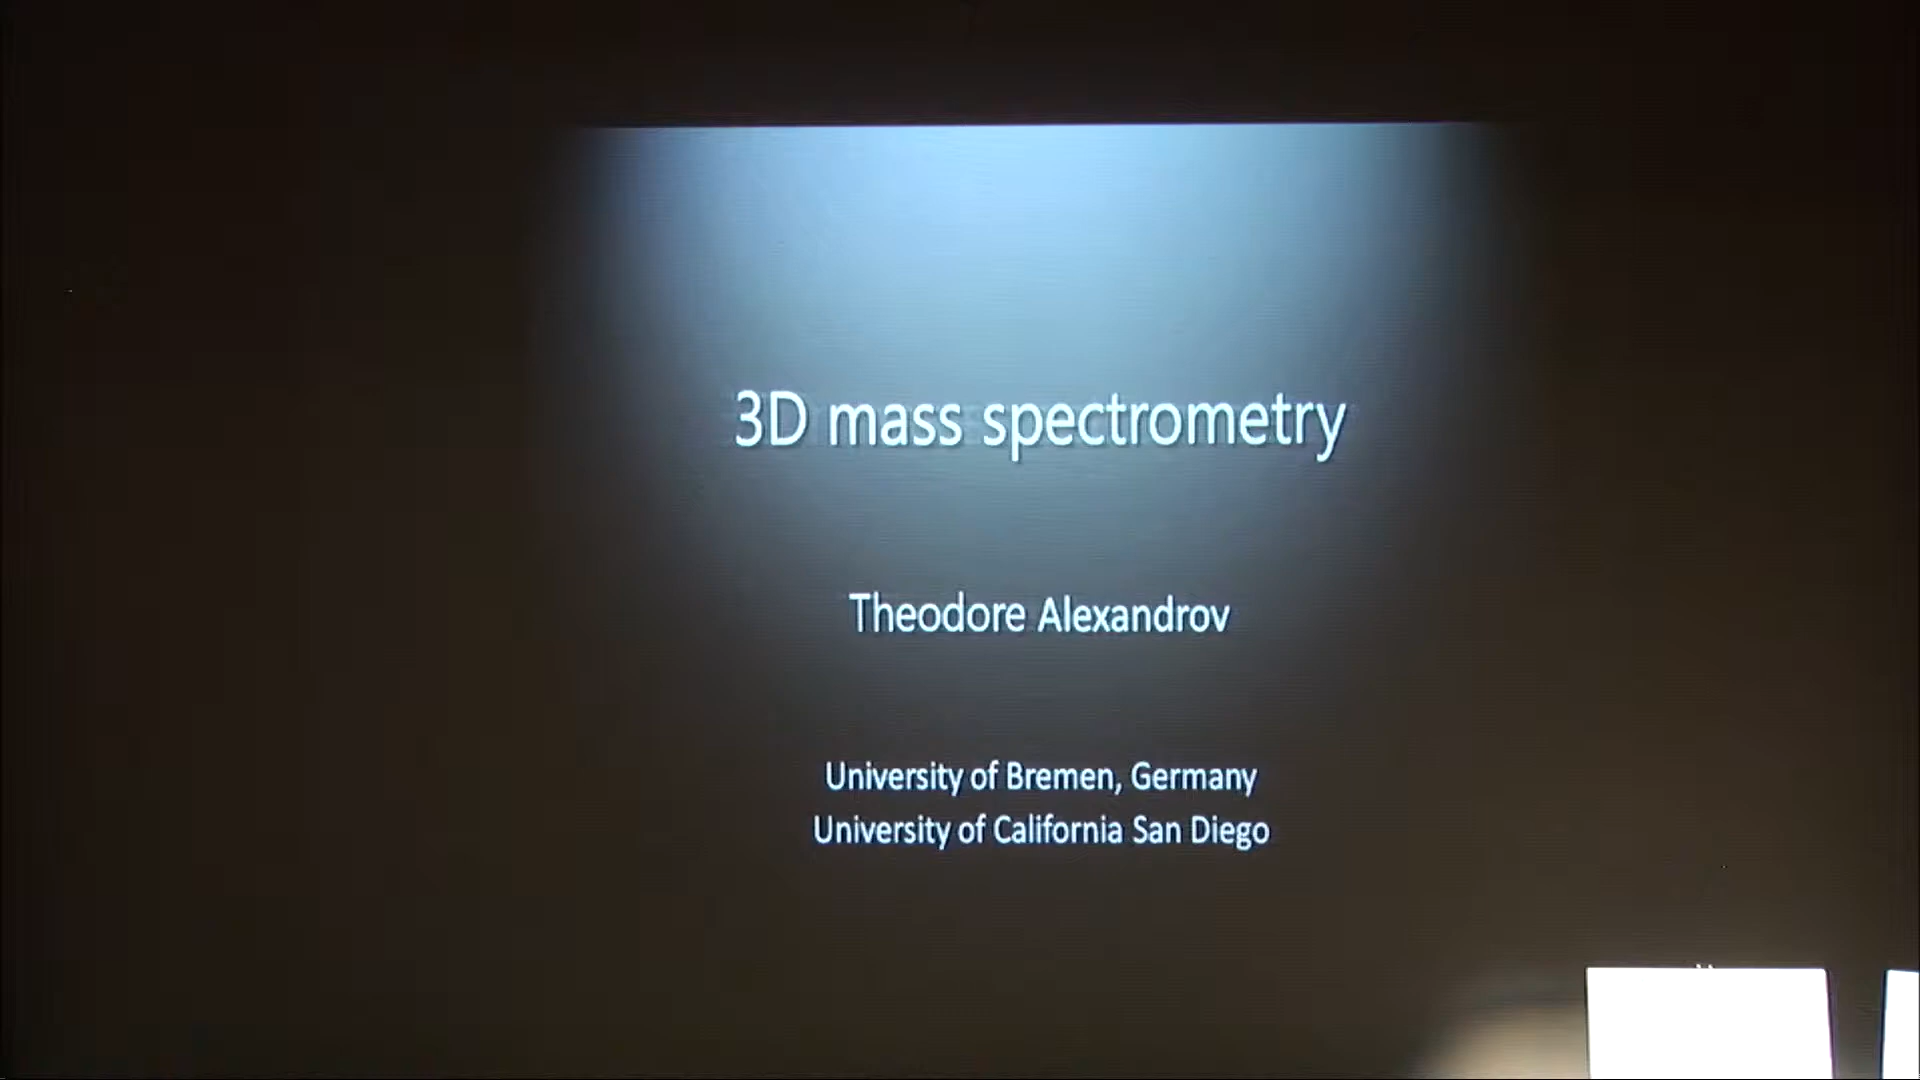 3D mass spectrometry
Theodore Alexandrov
University of Bremen, Germany
University of California San Diego